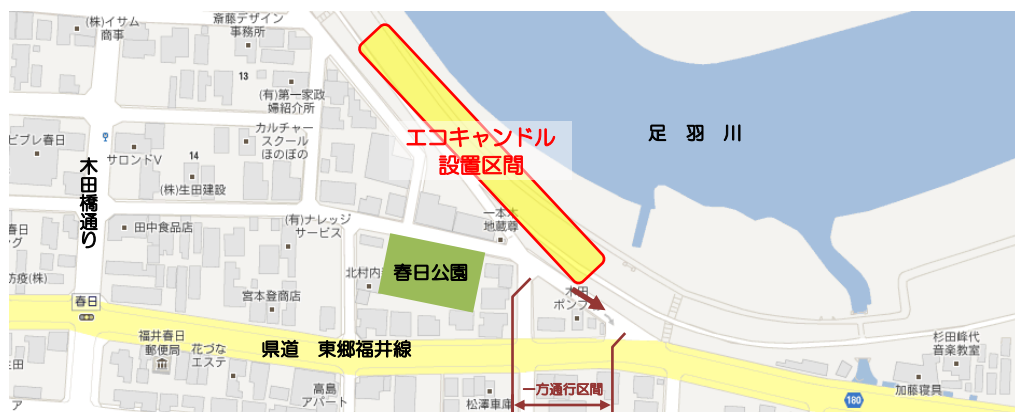 (株)イサム
商事
斎藤デザイン
事務所
13
(有)第一家政
婦紹介所
ビブレ春日
サロンドV
14
カルチャー
スクール
ほのぼの
(株)生田建設
木田橋通り
エコキャンドル
設置区間
足羽川
田中食品店
(有)ナレッジ
サービス
一本木
地蔵尊
春日
防疫(株)
北村内
春日公園
宮本登商店
木田
ポンプ
春日
福井春日
郵便局
花づな
エステ
県道 東郷福井線
杉田峰代
音楽教室
高島
アパート
松澤車庫
一方通行区間
180
加藤寝具
ア